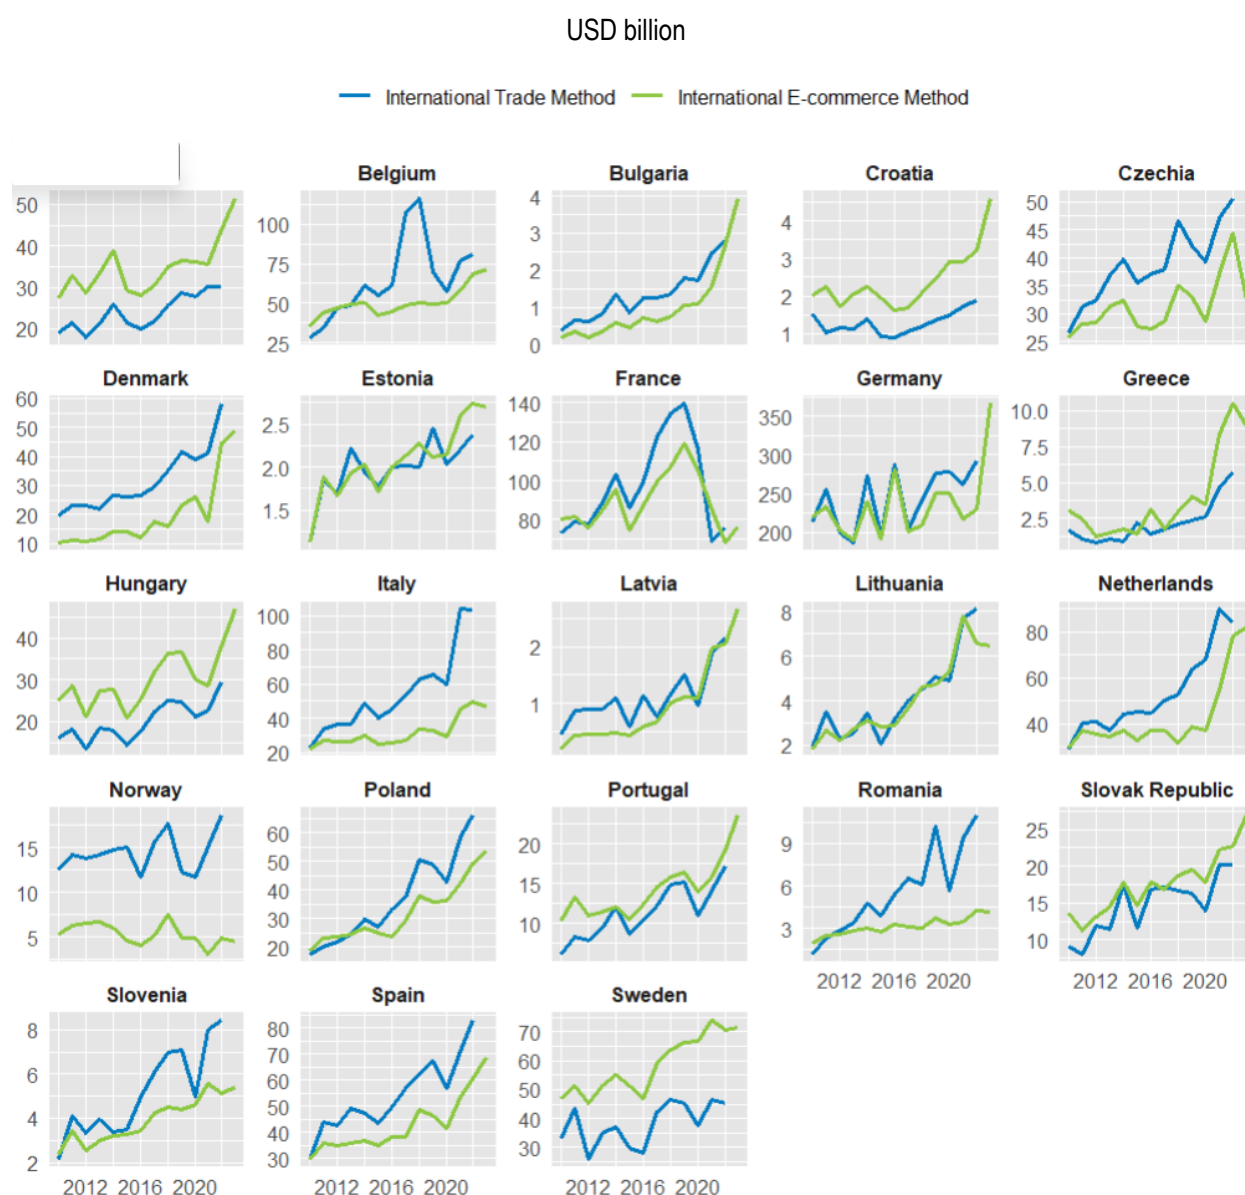 USD billion
International Trade Method International E-commerce Method
Belgium Bulgaria Croatia Czechia
50 40 30 20
100 75 50 25
4 3 2 1 0
4 3 2 1
50 45 40 35 30 25
Denmark Estonia France Germany Greece
60 50 40 30 20 10
2.5 2.0 1.5
140 120 100 80
350 300 250 200
10.0 7.5 5.0 2.5
Hungary Italy Latvia Lithuania Netherlands
40 30 20
100 80 60 40 20
2 1
8 6 4 2
80 60 40
Norway Poland Portugal Romania Slovak Republic
15 10 5
60 50 40 30 20
20 15 10
9 6 3
25 20 15 10
2012 2016 2020 2012 2016 2020
Slovenia Spain Sweden
8 6 4 2
80 70 60 50 40 30
70 60 50 40 30
2012 2016 2020 2012 2016 2020 2012 2016 2020